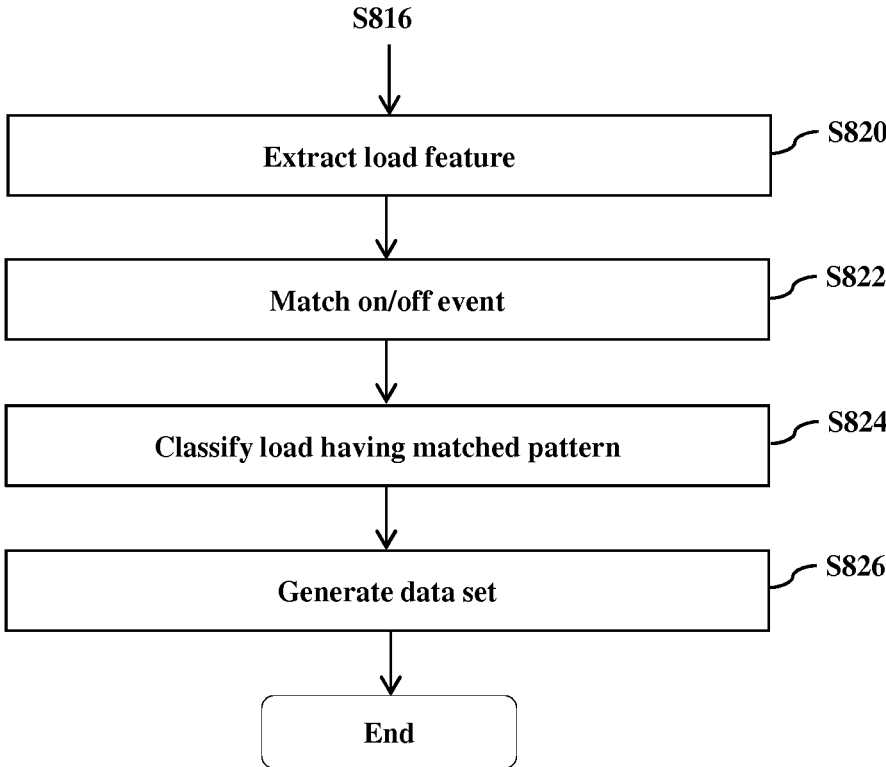 S816
Extract load feature
S820
Match on/off event
S822
Classify load having matched pattern
S824
Generate data set
S826
End